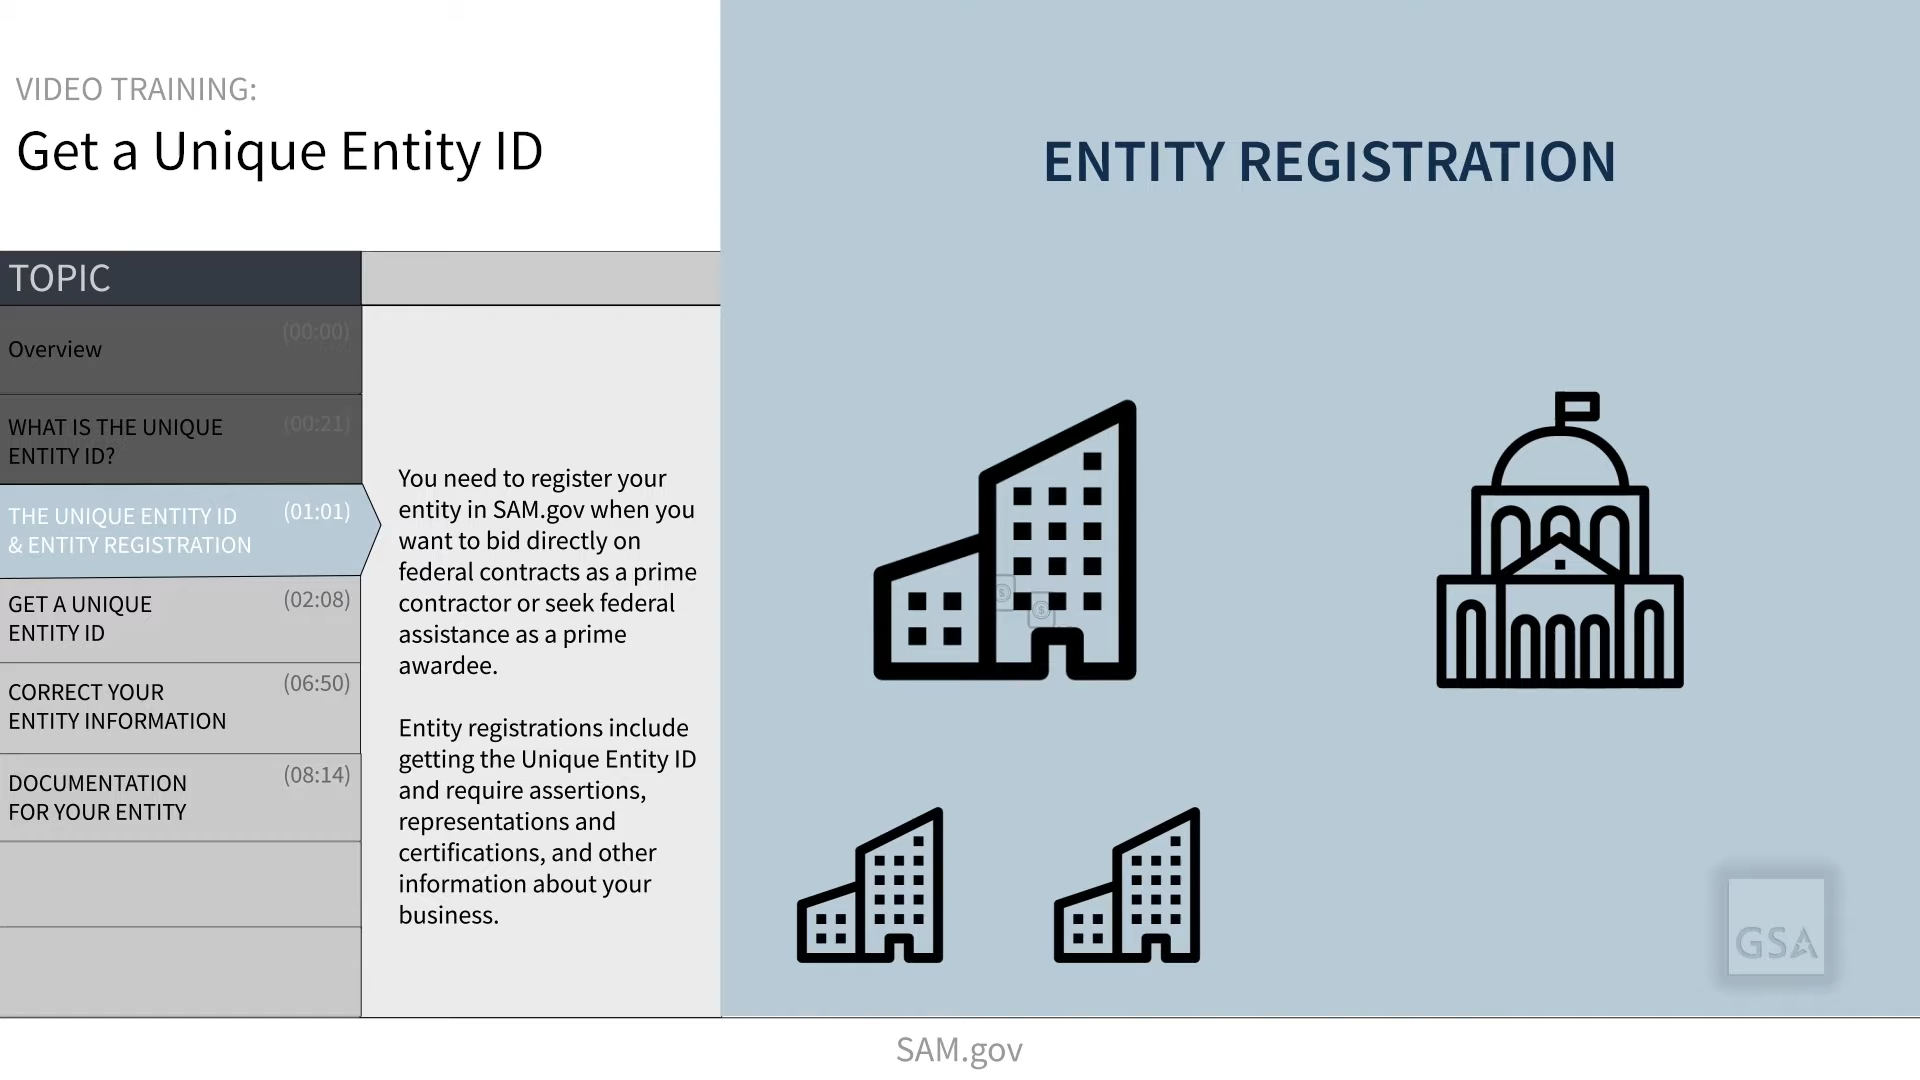 VIDEO TRAINING:
Get a Unique Entity ID
TOPIC
Overview
(00:00)
WHAT IS THE UNIQUE
ENTITY ID?
(00:21)
THE UNIQUE ENTITY ID
& ENTITY REGISTRATION
(01:01)
GET A UNIQUE
ENTITY ID
(02:08)
CORRECT YOUR
ENTITY INFORMATION
(06:50)
DOCUMENTATION
FOR YOUR ENTITY
(08:14)
You need to register your
entity in SAM.gov when you
want to bid directly on
federal contracts as a prime
contractor or seek federal
assistance as a prime
awardee.
Entity registrations include
getting the Unique Entity ID
and require assertions,
representations and
certifications, and other
information about your
business.
ENTITY REGISTRATION
$
$
GSA
SAM.gov